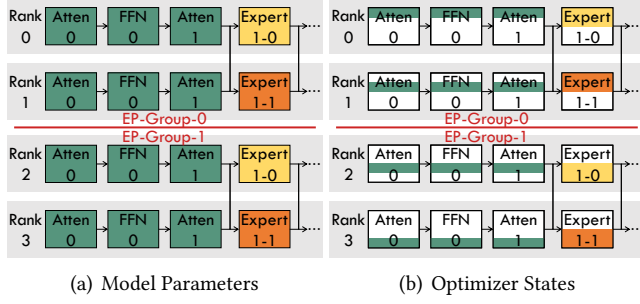 Rank 0 Atten 0 FFN 0 Atten 1 Expert 1-0 ...
Rank 1 Atten 0 FFN 0 Atten 1 Expert 1-1 ...
EP-Group-0
EP-Group-1
Rank 2 Atten 0 FFN 0 Atten 1 Expert 1-0 ...
Rank 3 Atten 0 FFN 0 Atten 1 Expert 1-1 ...
(a) Model Parameters
Rank 0 Atten 0 FFN 0 Atten 1 Expert 1-0 ...
Rank 1 Atten 0 FFN 0 Atten 1 Expert 1-1 ...
EP-Group-0
EP-Group-1
Rank 2 Atten 0 FFN 0 Atten 1 Expert 1-0 ...
Rank 3 Atten 0 FFN 0 Atten 1 Expert 1-1 ...
(b) Optimizer States